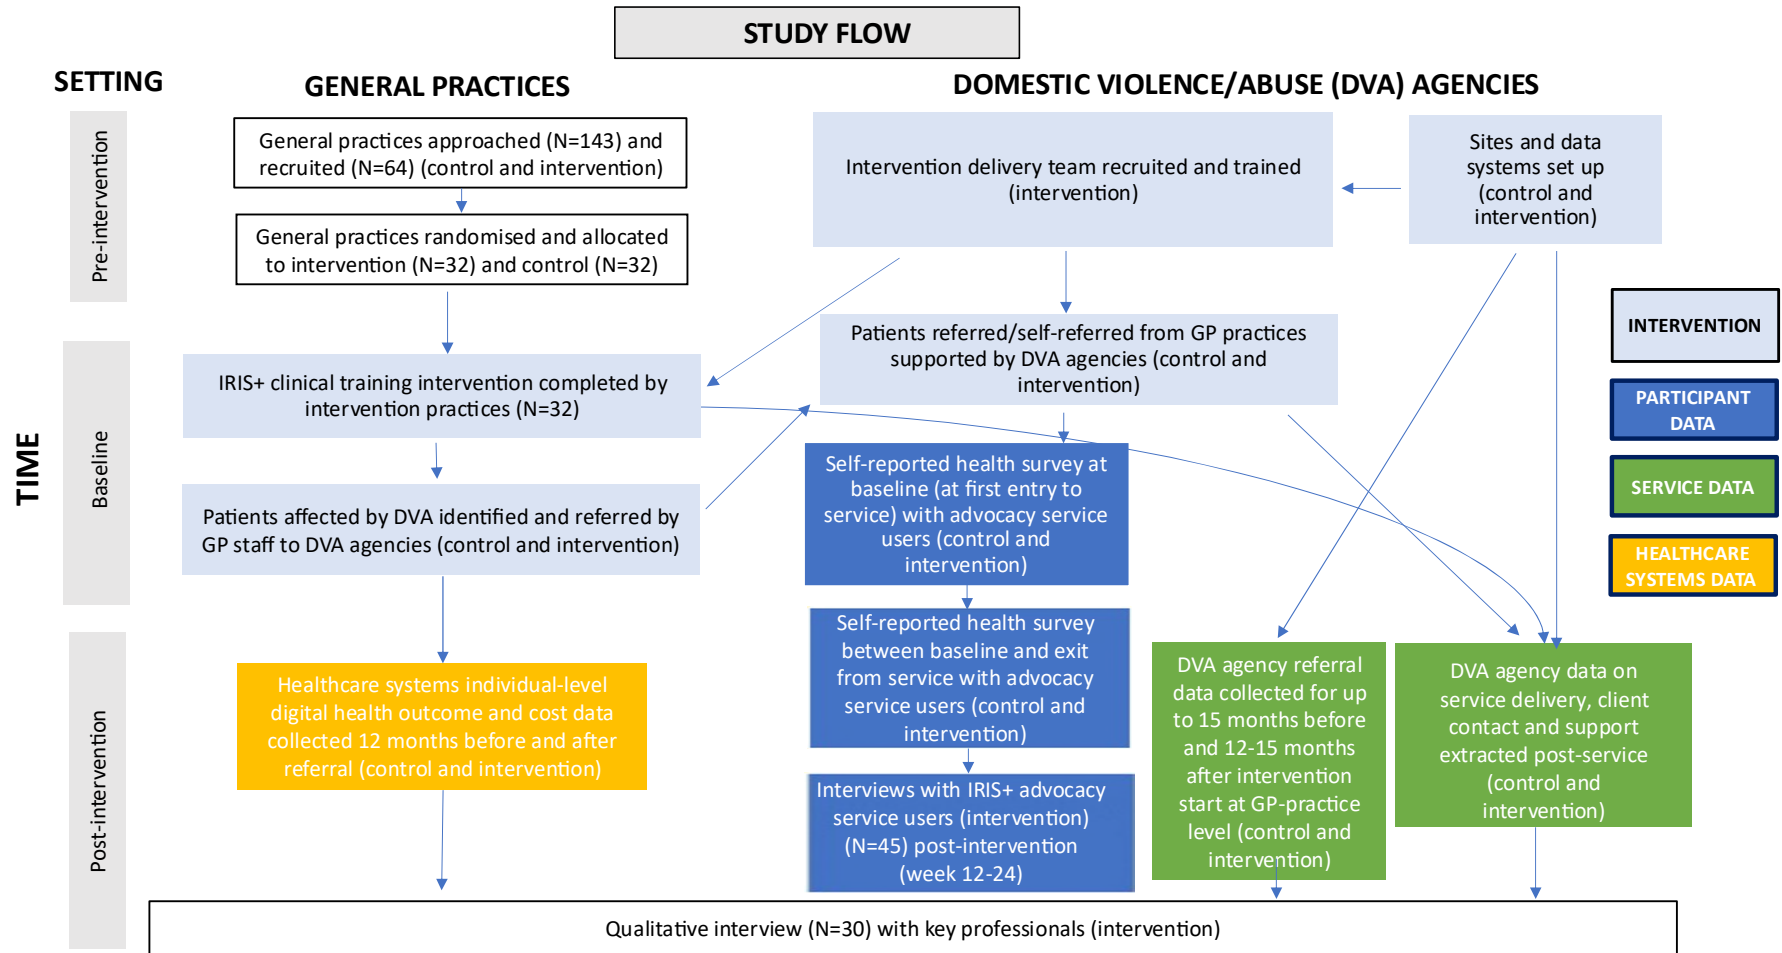 STUDY FLOW
SETTING
GENERAL PRACTICES
DOMESTIC VIOLENCE/ABUSE (DVA) AGENCIES
TIME
Pre-intervention
General practices approached (N=143) and
recruited (N=64) (control and intervention)
General practices randomised and allocated
to intervention (N=32) and control (N=32)
Intervention delivery team recruited and trained
(intervention)
Sites and data
systems set up
(control and
intervention)
Baseline
IRIS+ clinical training intervention completed by
intervention practices (N=32)
Patients affected by DVA identified and referred by
GP staff to DVA agencies (control and intervention)
Patients referred/self-referred from GP practices
supported by DVA agencies (control and
intervention)
Self-reported health survey at
baseline (at first entry to
service) with advocacy service
users (control and
intervention)
INTERVENTION
PARTICIPANT
DATA
SERVICE DATA
HEALTHCARE
SYSTEMS DATA
Post-intervention
Healthcare systems individual-level
digital health outcome and cost data
collected 12 months before and after
referral (control and intervention)
Self-reported health survey
between baseline and exit
from service with advocacy
service users (control and
intervention)
Interviews with IRIS+ advocacy
service users (intervention)
(N=45) post-intervention
(week 12-24)
DVA agency referral
data collected for up
to 15 months before
and 12-15 months
after intervention
start at GP-practice
level (control and
intervention)
DVA agency data on
service delivery, client
contact and support
extracted post-service
(control and
intervention)
Qualitative interview (N=30) with key professionals (intervention)